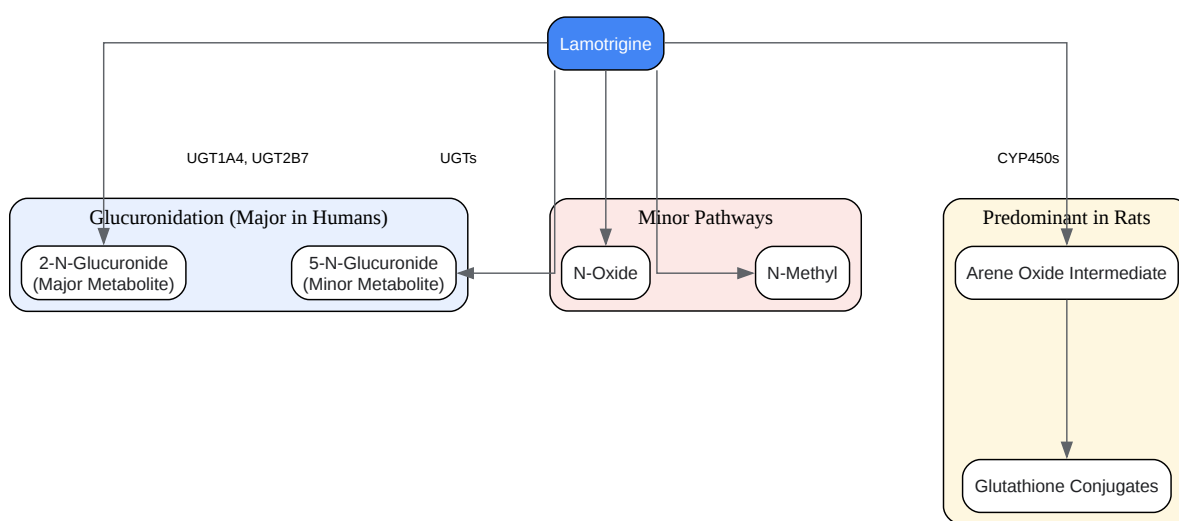 Lamotrigine
UGT1A4, UGT2B7
UGTs
CYP450s
Glucuronidation (Major in Humans)
Minor Pathways
Predominant in Rats
2-N-Glucuronide
(Major Metabolite)
5-N-Glucuronide
(Minor Metabolite)
N-Oxide
N-Methyl
Arene Oxide Intermediate
Glutathione Conjugates